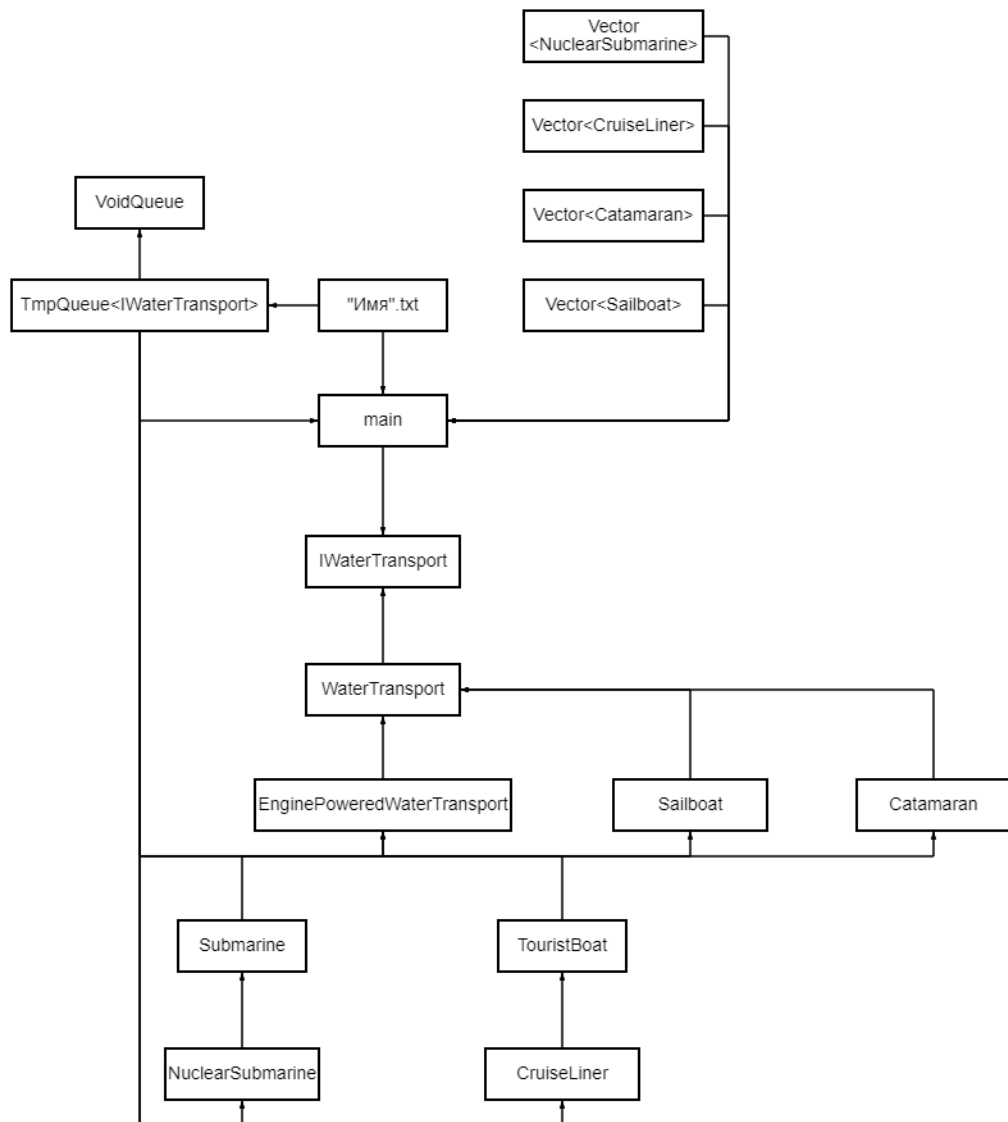 Vector
<NuclearSubmarine>
Vector<CruiseLiner>
VoidQueue
Vector<Catamaran>
TmpQueue<IWaterTransport>
"Имя".txt
Vector<Sailboat>
main
IWaterTransport
WaterTransport
EnginePoweredWaterTransport
Sailboat
Catamaran
Submarine
TouristBoat
NuclearSubmarine
CruiseLiner